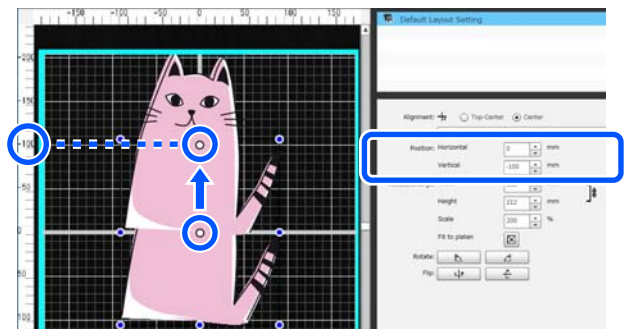 -150 -100 -50 0 50 100 150
Default Layout Setting
-200
-150
Alignment: Top-Center Center
-100
Position: Horizontal 0 mm
Vertical -100 mm
-50
Height 212 mm
Scale 200 %
0
Fit to platen
Rotate:
Flip:
100